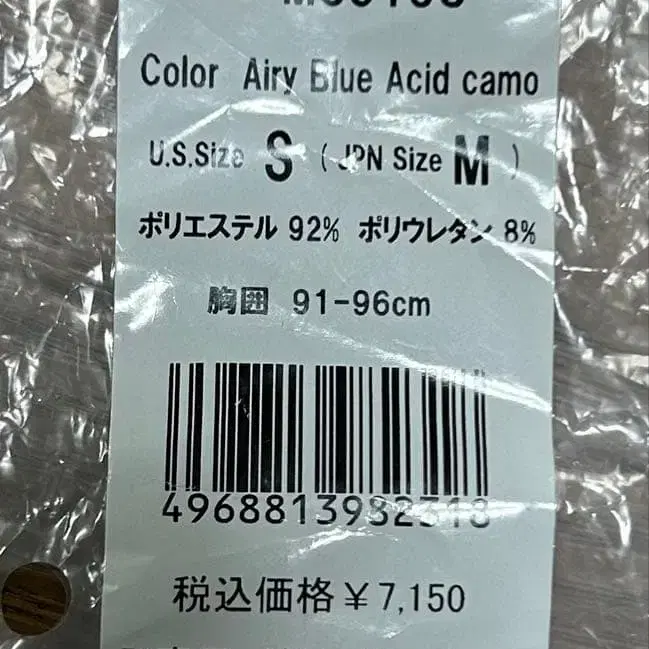 Color Airy Blue Acid camo
U.S.Size S ( JPN Size M )
ポリエステル 92% ポリウレタン 8%
胸囲 91-96cm
4968813982318
税込価格￥7,150